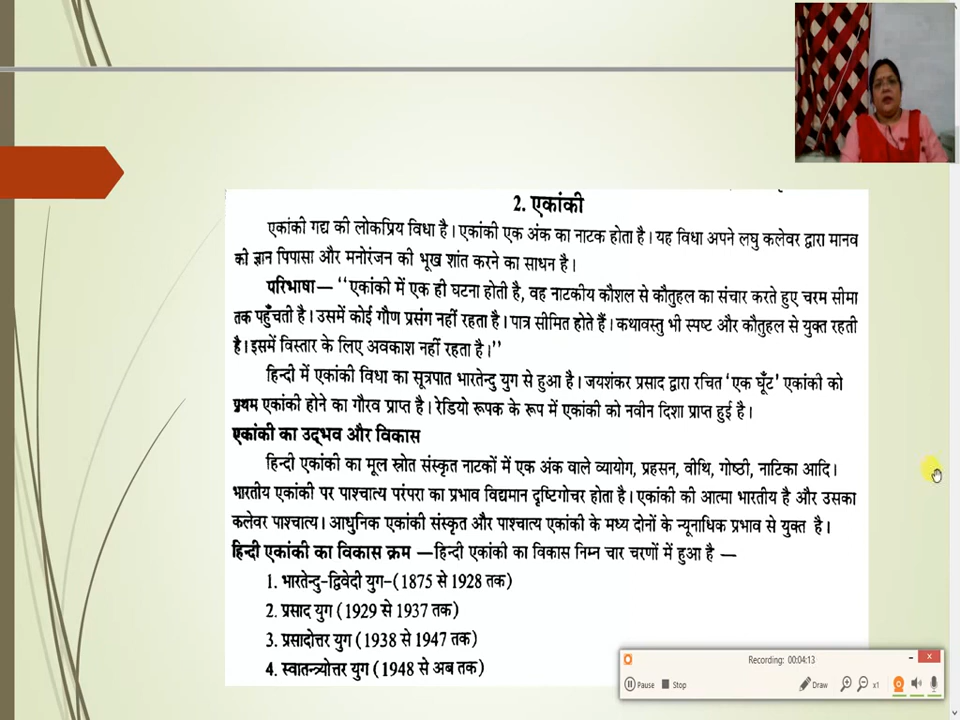 2. एकांकी
एकांकी गद्य की लोकप्रिय विधा है। एकांकी एक अंक का नाटक होता है। यह विधा अपने लघु कलेवर द्वारा मानव
की ज्ञान पिपासा और मनोरंजन की भूख शांत करने का साधन है।
परिभाषा— ‘‘एकांकी में एक ही घटना होती है, वह नाटकीय कौशल से कौतुहल का संचार करते हुए चरम सीमा
तक पहुँचती है। उसमें कोई गौण प्रसंग नहीं रहता है। पात्र सीमित होते हैं। कथावस्तु भी स्पष्ट और कौतुहल से युक्त रहती
है। इसमें विस्तार के लिए अवकाश नहीं रहता है।’’
हिन्दी में एकांकी विधा का सूत्रपात भारतेन्दु युग से हुआ है। जयशंकर प्रसाद द्वारा रचित ‘एक घूँट’ एकांकी को
प्रथम एकांकी होने का गौरव प्राप्त है। रेडियो रूपक के रूप में एकांकी को नवीन दिशा प्राप्त हुई है।
एकांकी का उद्‌भव और विकास
हिन्दी एकांकी का मूल स्रोत संस्कृत नाटकों में एक अंक वाले व्यायोग, प्रहसन, वीथि, गोष्ठी, नाटिका आदि।
भारतीय एकांकी पर पाश्चात्य परंपरा का प्रभाव विद्यमान दृष्टिगोचर होता है। एकांकी की आत्मा भारतीय है और उसका
कलेवर पाश्चात्य। आधुनिक एकांकी संस्कृत और पाश्चात्य एकांकी के मध्य दोनों के न्यूनाधिक प्रभाव से युक्त है।
हिन्दी एकांकी का विकास क्रम —हिन्दी एकांकी का विकास निम्न चार चरणों में हुआ है —
1. भारतेन्दु-द्विवेदी युग-(1875 से 1928 तक)
2. प्रसाद युग (1929 से 1937 तक)
3. प्रसादोत्तर युग (1938 से 1947 तक)
4. स्वातन्त्र्योत्तर युग (1948 से अब तक)
Recording: 00:04:13
Pause Stop Draw x1